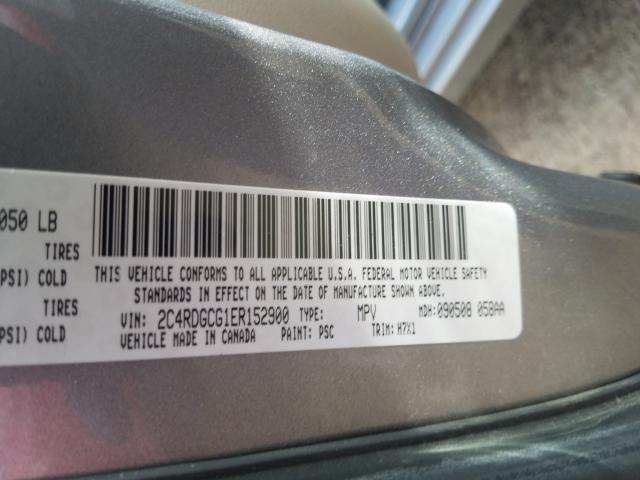 050 LB
TIRES
PSI) COLD
TIRES
PSI) COLD
THIS VEHICLE CONFORMS TO ALL APPLICABLE U.S.A. FEDERAL MOTOR VEHICLE SAFETY
STANDARDS IN EFFECT ON THE DATE OF MANUFACTURE SHOWN ABOVE.
VIN: 2C4RDGCG1ER152900 TYPE: MPV MDH: 090508 058AA
VEHICLE MADE IN CANADA PAINT: PSC TRIM: H7X1